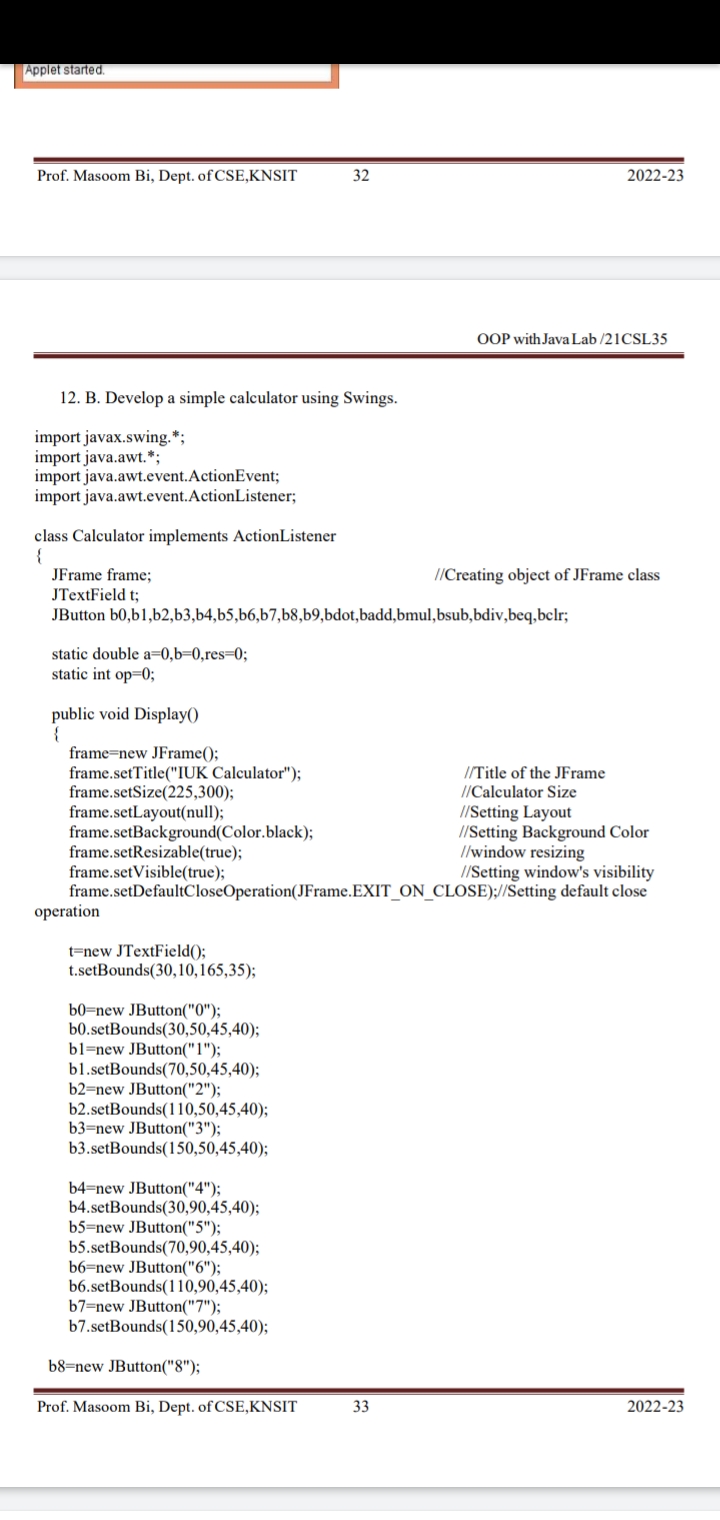 Applet started.
Prof. Masoom Bi, Dept. of CSE,KNSIT 32 2022-23
OOP with Java Lab /21CSL35
12. B. Develop a simple calculator using Swings.
import javax.swing.*;
import java.awt.*;
import java.awt.event.ActionEvent;
import java.awt.event.ActionListener;
class Calculator implements ActionListener
{
JFrame frame; //Creating object of JFrame class
JTextField t;
JButton b0,b1,b2,b3,b4,b5,b6,b7,b8,b9,bdot,badd,bmul,bsub,bdiv,beq,bclr;
static double a=0,b=0,res=0;
static int op=0;
public void Display()
{
frame=new JFrame();
frame.setTitle("IUK Calculator"); //Title of the JFrame
frame.setSize(225,300); //Calculator Size
frame.setLayout(null); //Setting Layout
frame.setBackground(Color.black); //Setting Background Color
frame.setResizable(true); //window resizing
frame.setVisible(true); //Setting window's visibility
frame.setDefaultCloseOperation(JFrame.EXIT_ON_CLOSE);//Setting default close
operation
t=new JTextField();
t.setBounds(30,10,165,35);
b0=new JButton("0");
b0.setBounds(30,50,45,40);
b1=new JButton("1");
b1.setBounds(70,50,45,40);
b2=new JButton("2");
b2.setBounds(110,50,45,40);
b3=new JButton("3");
b3.setBounds(150,50,45,40);
b4=new JButton("4");
b4.setBounds(30,90,45,40);
b5=new JButton("5");
b5.setBounds(70,90,45,40);
b6=new JButton("6");
b6.setBounds(110,90,45,40);
b7=new JButton("7");
b7.setBounds(150,90,45,40);
b8=new JButton("8");
Prof. Masoom Bi, Dept. of CSE,KNSIT 33 2022-23